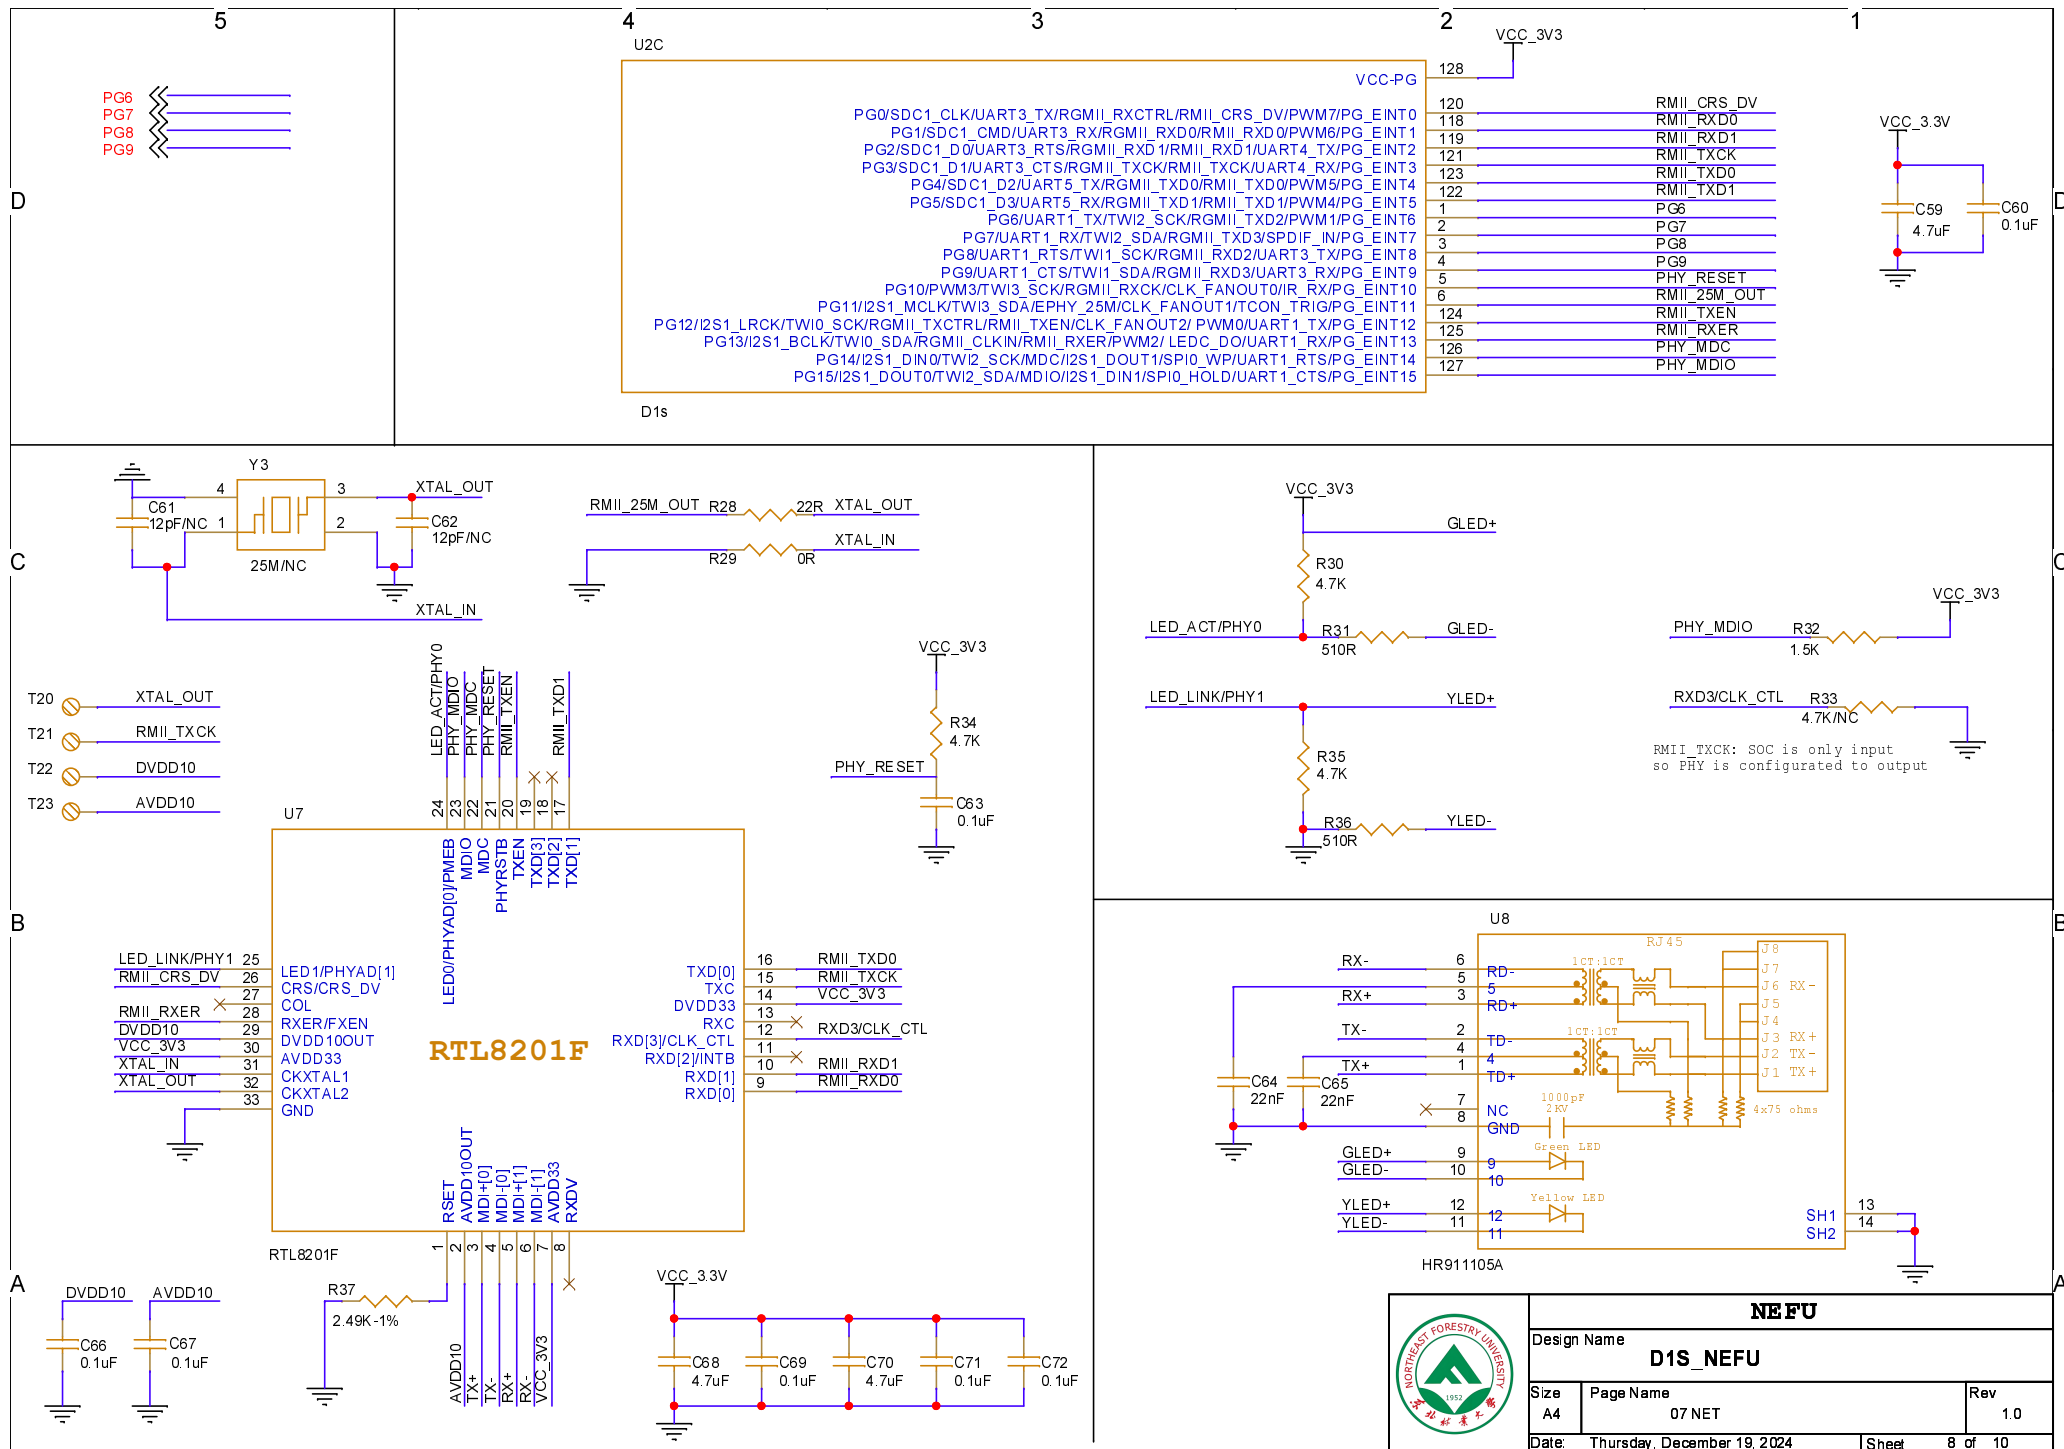 5
4
3
2
1
D
D
C
C
B
B
A
A
PG6
PG7
PG8
PG9
U2C
VCC_3V3
VCC-PG
128
PG0/SDC1_CLK/UART3_TX/RGMII_RXCTRL/RMII_CRS_DV/PWM7/PG_EINT0
120
RMII_CRS_DV
PG1/SDC1_CMD/UART3_RX/RGMII_RXD0/RMII_RXD0/PWM6/PG_EINT1
118
RMII_RXD0
PG2/SDC1_D0/UART3_RTS/RGMII_RXD1/RMII_RXD1/UART4_TX/PG_EINT2
119
RMII_RXD1
PG3/SDC1_D1/UART3_CTS/RGMII_TXCK/RMII_TXCK/UART4_RX/PG_EINT3
121
RMII_TXCK
PG4/SDC1_D2/UART5_TX/RGMII_TXD0/RMII_TXD0/PWM5/PG_EINT4
123
RMII_TXD0
PG5/SDC1_D3/UART5_RX/RGMII_TXD1/RMII_TXD1/PWM4/PG_EINT5
122
RMII_TXD1
PG6/UART1_TX/TWI2_SCK/RGMII_TXD2/PWM1/PG_EINT6
1
PG6
PG7/UART1_RX/TWI2_SDA/RGMII_TXD3/SPDIF_IN/PG_EINT7
2
PG7
PG8/UART1_RTS/TWI1_SCK/RGMII_RXD2/UART3_TX/PG_EINT8
3
PG8
PG9/UART1_CTS/TWI1_SDA/RGMII_RXD3/UART3_RX/PG_EINT9
4
PG9
PG10/PWM3/TWI3_SCK/RGMII_RXCK/CLK_FANOUT0/IR_RX/PG_EINT10
5
PHY_RESET
PG11/I2S1_MCLK/TWI3_SDA/EPHY_25M/CLK_FANOUT1/TCON_TRIG/PG_EINT11
6
RMII_25M_OUT
PG12/I2S1_LRCK/TWI0_SCK/RGMII_TXCTRL/RMII_TXEN/CLK_FANOUT2/ PWM0/UART1_TX/PG_EINT12
124
RMII_TXEN
PG13/I2S1_BCLK/TWI0_SDA/RGMII_CLKIN/RMII_RXER/PWM2/ LEDC_DO/UART1_RX/PG_EINT13
125
RMII_RXER
PG14/I2S1_DIN0/TWI2_SCK/MDC/I2S1_DOUT1/SPI0_WP/UART1_RTS/PG_EINT14
126
PHY_MDC
PG15/I2S1_DOUT0/TWI2_SDA/MDIO/I2S1_DIN1/SPI0_HOLD/UART1_CTS/PG_EINT15
127
PHY_MDIO
D1s
VCC_3.3V
C59
4.7uF
C60
0.1uF
Y3
4
3
1
2
XTAL_OUT
C61
12pF/NC
C62
12pF/NC
25M/NC
XTAL_IN
RMII_25M_OUT
R28
22R
XTAL_OUT
R29
0R
XTAL_IN
VCC_3V3
GLED+
R30
4.7K
LED_ACT/PHY0
R31
510R
GLED-
LED_LINK/PHY1
YLED+
R35
4.7K
R36
510R
YLED-
VCC_3V3
PHY_MDIO
R32
1.5K
RXD3/CLK_CTL
R33
4.7K/NC
RMII_TXCK: SOC is only input
so PHY is configurated to output
T20
XTAL_OUT
T21
RMII_TXCK
T22
DVDD10
T23
AVDD10
VCC_3V3
R34
4.7K
PHY_RESET
C63
0.1uF
LED_ACT/PHY0
PHY_MDIO
PHY_MDC
PHY_RESET
RMII_TXEN
RMII_TXD1
24
23
22
21
20
19
18
17
U7
LED0/PHYAD[0]/PMEB
MDIO
MDC
PHYRSTB
TXEN
TXD[3]
TXD[2]
TXD[1]
LED_LINK/PHY1
25
LED1/PHYAD[1]
RMII_CRS_DV
26
CRS/CRS_DV
27
COL
RMII_RXER
28
RXER/FXEN
DVDD10
29
DVDD10OUT
VCC_3V3
30
AVDD33
XTAL_IN
31
CKXTAL1
XTAL_OUT
32
CKXTAL2
33
GND
RTL8201F
TXD[0]
16
RMII_TXD0
TXC
15
RMII_TXCK
DVDD33
14
VCC_3V3
RXC
13
RXD[3]/CLK_CTL
12
RXD3/CLK_CTL
RXD[2]/INTB
11
RXD[1]
10
RMII_RXD1
RXD[0]
9
RMII_RXD0
RSET
AVDD10OUT
MDI+[0]
MDI-[0]
MDI+[1]
MDI-[1]
AVDD33
RXDV
1
2
3
4
5
6
7
8
RTL8201F
AVDD10
TX+
TX-
RX+
RX-
VCC_3V3
R37
2.49K-1%
DVDD10
C66
0.1uF
AVDD10
C67
0.1uF
VCC_3.3V
C68
4.7uF
C69
0.1uF
C70
4.7uF
C71
0.1uF
C72
0.1uF
U8
RJ45
RX-
6
RD-
5
5
RX+
3
RD+
TX-
2
TD-
4
4
TX+
1
TD+
7
NC
8
GND
GLED+
9
9
GLED-
10
10
YLED+
12
12
YLED-
11
11
1CT:1CT
1CT:1CT
J8
J7
J6 RX-
J5
J4
J3 RX+
J2 TX-
J1 TX+
1000pF
2KV
4x75 ohms
Green LED
Yellow LED
SH1
13
SH2
14
C64
22nF
C65
22nF
HR911105A
NORTHEAST FORESTRY UNIVERSITY
1952
东北林业大学
NEFU
Design Name
D1S_NEFU
Size
A4
Page Name
07 NET
Rev
1.0
Date:
Thursday, December 19, 2024
Sheet
8 of 10